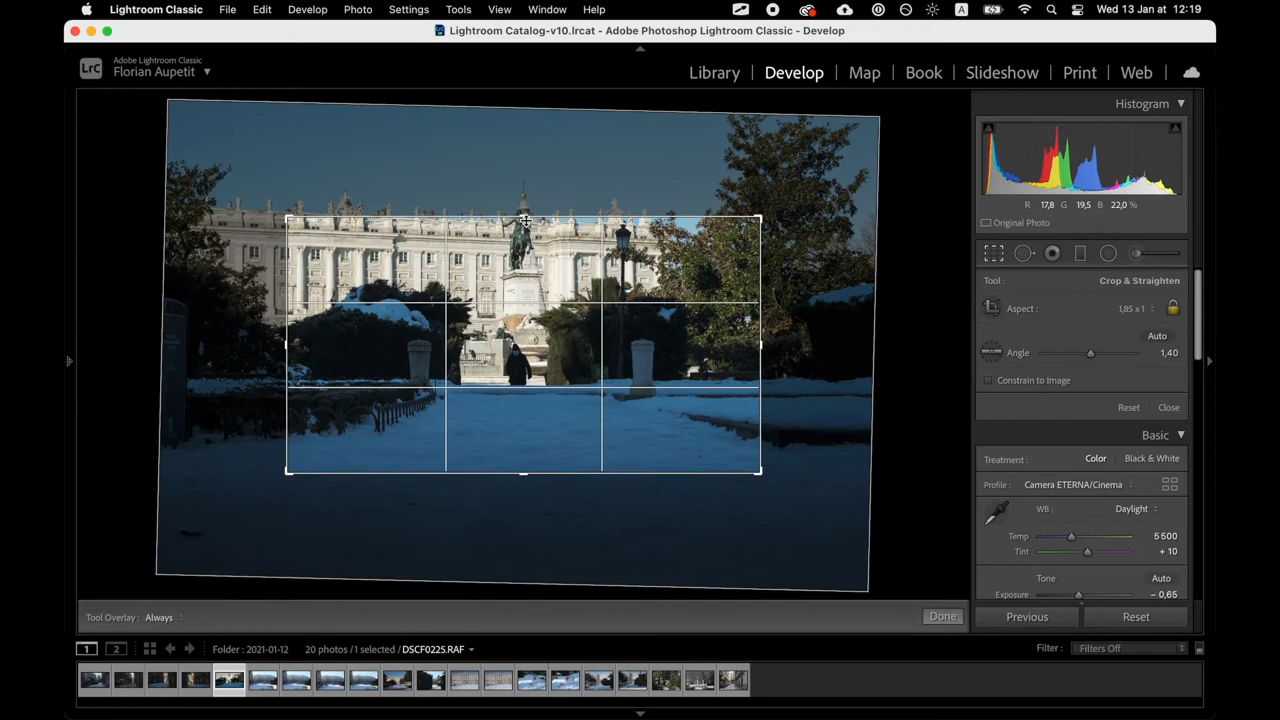 Lightroom Classic File Edit Develop Photo Settings Tools View Window Help A Wed 13 Jan at 12:19
Lightroom Catalog-v10.lrcat - Adobe Photoshop Lightroom Classic - Develop
LrC Adobe Lightroom Classic
Florian Aupetit
Library | Develop | Map | Book | Slideshow | Print | Web
Histogram
R 17,8 G 19,5 B 22,0 %
Original Photo
Tool : Crop & Straighten
Aspect : 1,85 x 1
Auto
Angle 1,40
Constrain to Image
Reset Close
Basic
Treatment : Color Black & White
Profile : Camera ETERNA/Cinema
WB : Daylight
Temp 5 500
Tint + 10
Tone Auto
Exposure - 0,65
Tool Overlay : Always Done Previous Reset
1 2 Folder : 2021-01-12 20 photos / 1 selected / DSCF0225.RAF Filter : Filters Off